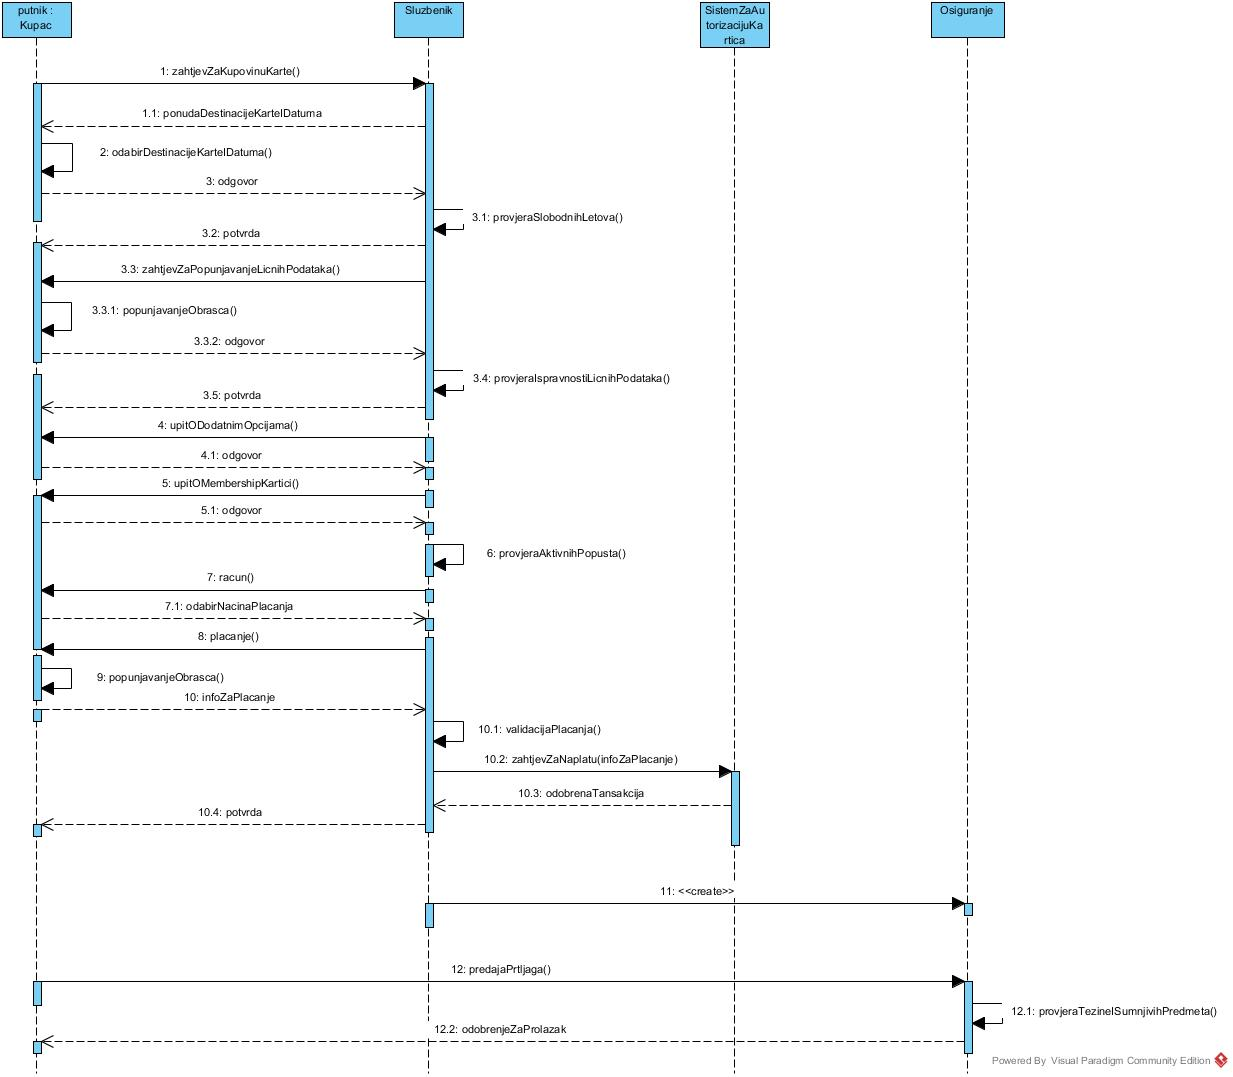 putnik :
Kupac
Sluzbenik
SistemZaAu
torizacijuKa
rtica
Osiguranje
1: zahtjevZaKupovinuKarte()
1.1: ponudaDestinacijeKarteIDatuma
2: odabirDestinacijeKarteIDatuma()
3: odgovor
3.1: provjeraSlobodnihLetova()
3.2: potvrda
3.3: zahtjevZaPopunjavanjeLicnihPodataka()
3.3.1: popunjavanjeObrasca()
3.3.2: odgovor
3.4: provjeraIspravnostiLicnihPodataka()
3.5: potvrda
4: upitODodatnimOpcijama()
4.1: odgovor
5: upitOMembershipKartici()
5.1: odgovor
6: provjeraAktivnihPopusta()
7: racun()
7.1: odabirNacinaPlacanja
8: placanje()
9: popunjavanjeObrasca()
10: infoZaPlacanje
10.1: validacijaPlacanja()
10.2: zahtjevZaNaplatu(infoZaPlacanje)
10.3: odobrenaTansakcija
10.4: potvrda
11: <<create>>
12: predajaPrtljaga()
12.1: provjeraTezineISumnjivihPredmeta()
12.2: odobrenjeZaProlazak
Powered By Visual Paradigm Community Edition